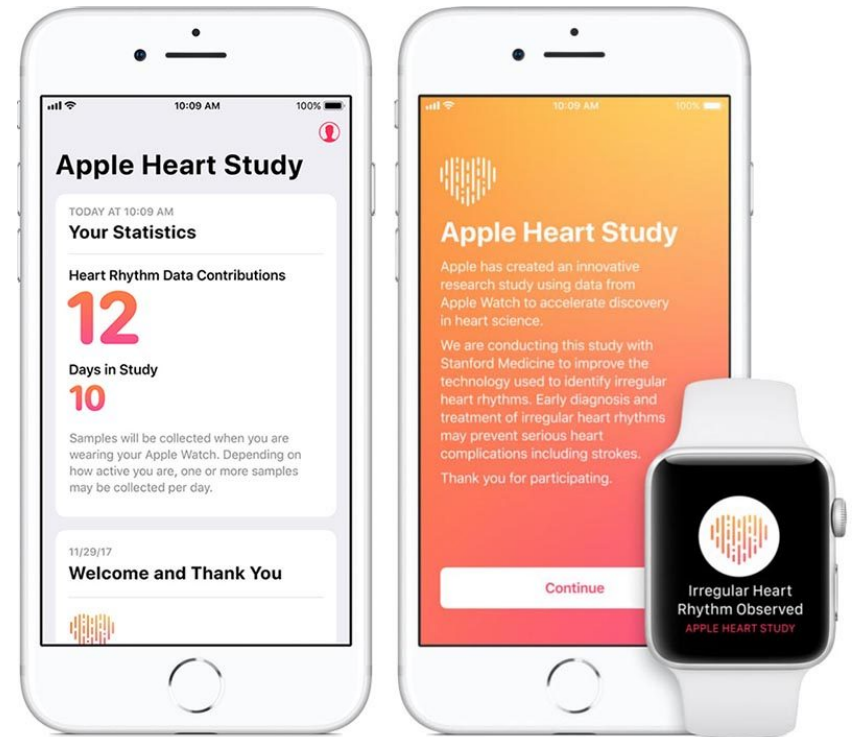 10:09 AM
100%
Apple Heart Study
TODAY AT 10:09 AM
Your Statistics
Heart Rhythm Data Contributions
12
Days in Study
10
Samples will be collected when you are
wearing your Apple Watch. Depending on
how active you are, one or more samples
may be collected per day.
11/29/17
Welcome and Thank You
10:09 AM
100%
Apple Heart Study
Apple has created an innovative
research study using data from
Apple Watch to accelerate discovery
in heart science.
We are conducting this study with
Stanford Medicine to improve the
technology used to identify irregular
heart rhythms. Early diagnosis and
treatment of irregular heart rhythms
may prevent serious heart
complications including strokes.
Thank you for participating.
Continue
Irregular Heart
Rhythm Observed
APPLE HEART STUDY